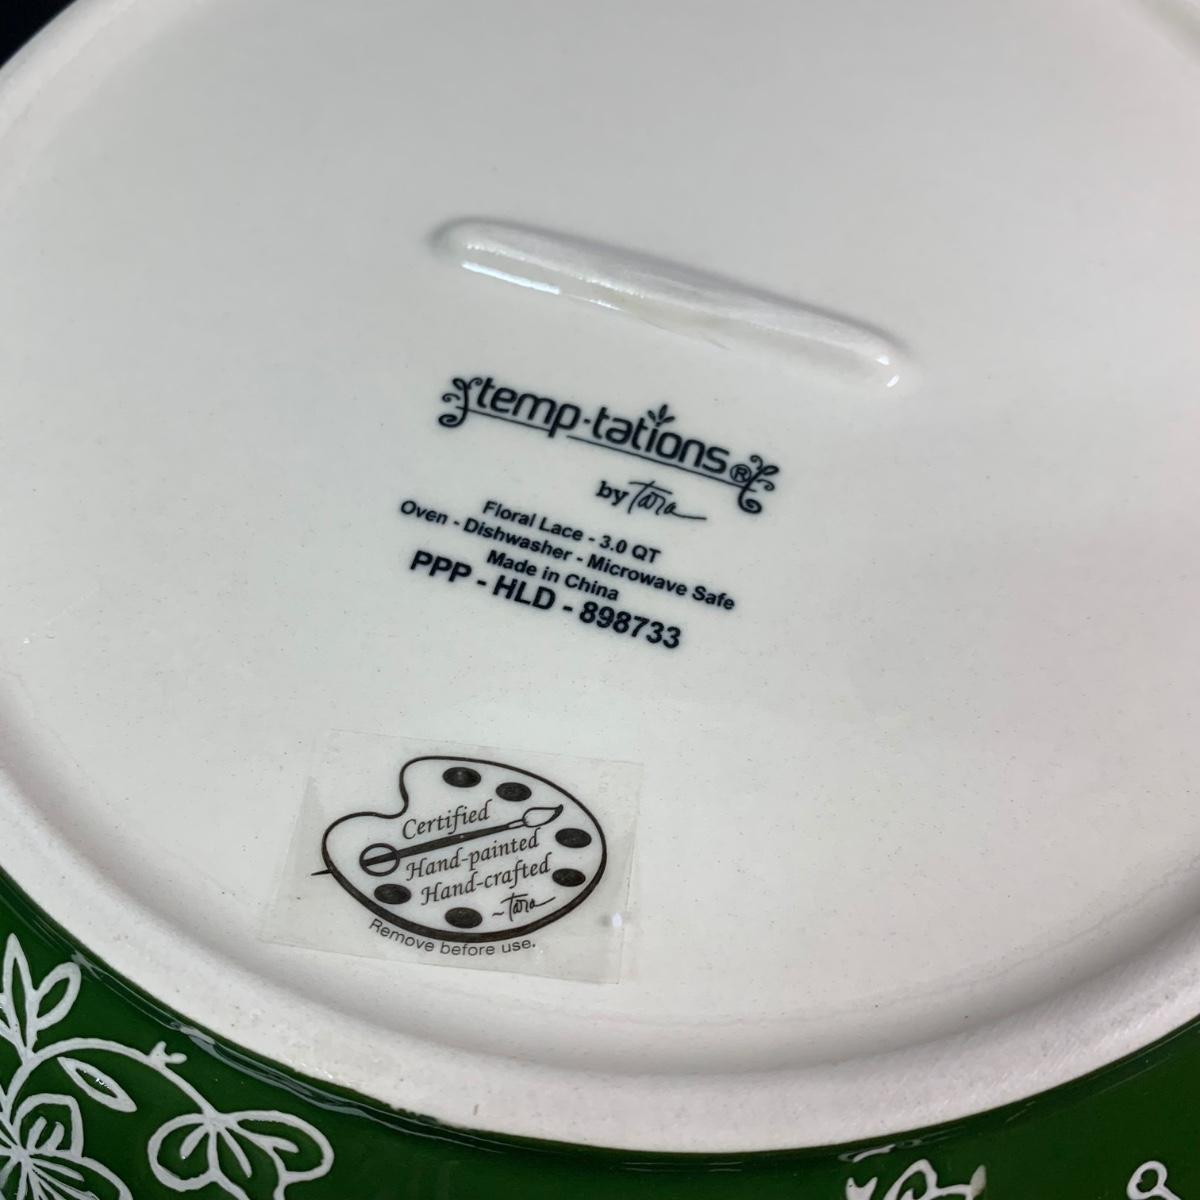 temp-tations®
by Tara
Floral Lace - 3.0 QT
Oven - Dishwasher - Microwave Safe
Made in China
PPP - HLD - 898733
Certified
Hand-painted
Hand-crafted
~Tara
Remove before use.